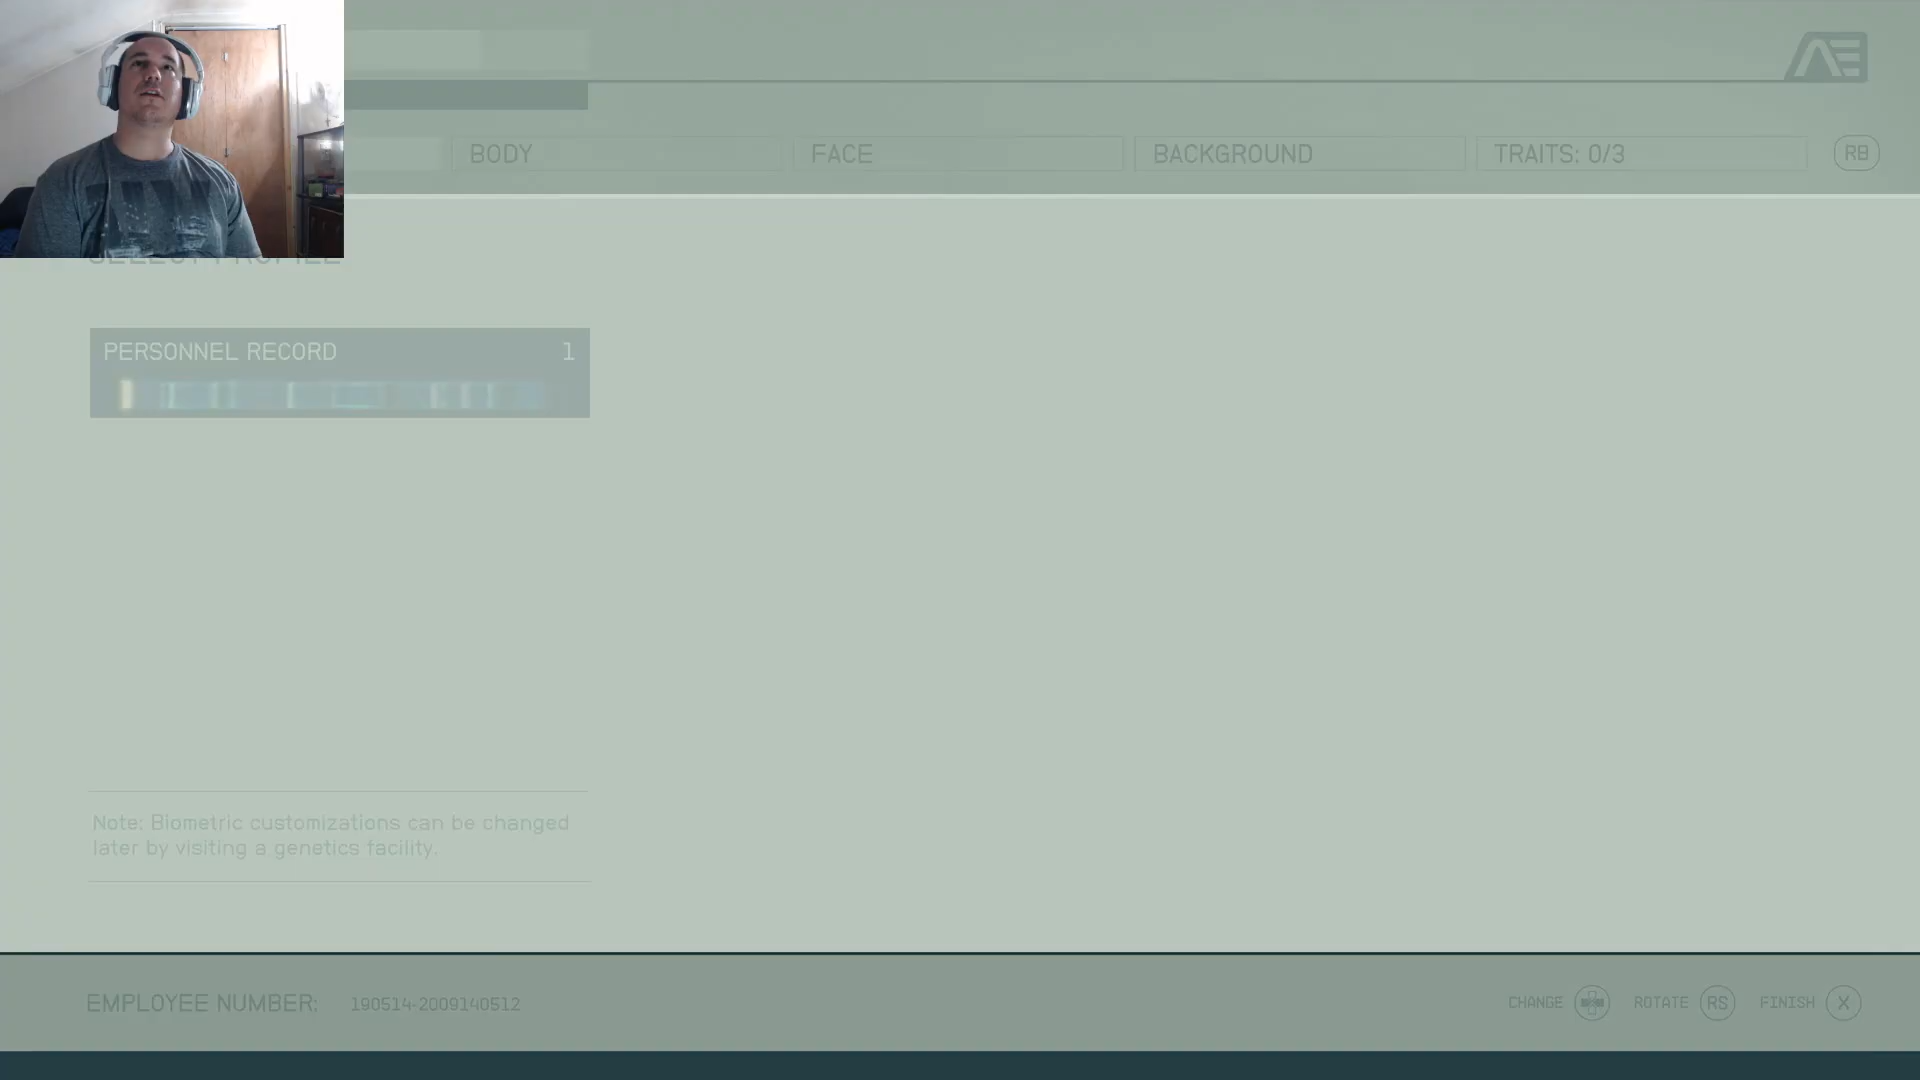 BODY
FACE
BACKGROUND
TRAITS: 0/3
RB
PERSONNEL RECORD 1
Note: Biometric customizations can be changed
later by visiting a genetics facility.
EMPLOYEE NUMBER: 190514-2009140512
CHANGE
ROTATE RS
FINISH X